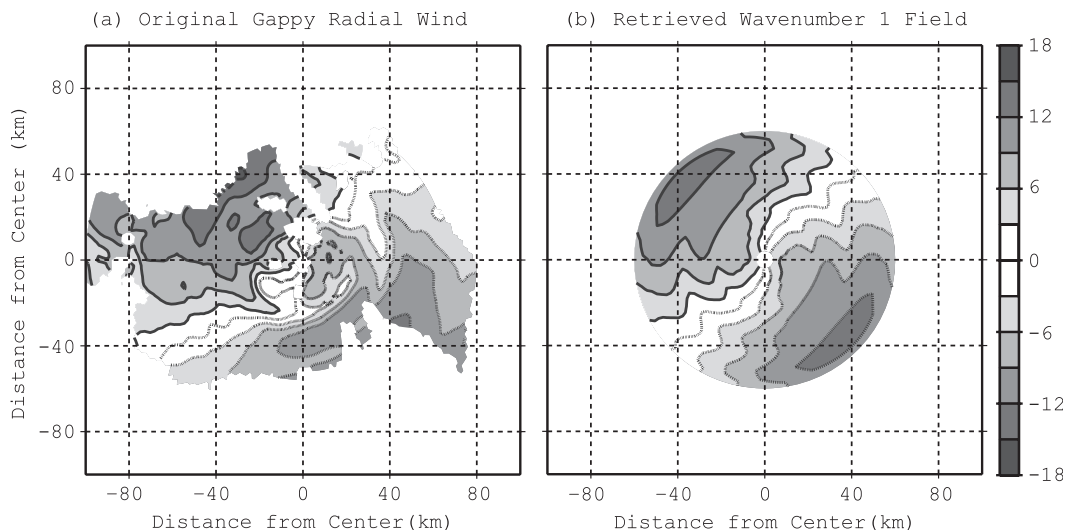 (a) Original Gappy Radial Wind
(b) Retrieved Wavenumber 1 Field
Distance from Center (km)
80
40
0
−40
−80
−80 −40 0 40 80
Distance from Center(km)
−80 −40 0 40 80
Distance from Center(km)
18
12
6
0
−6
−12
−18